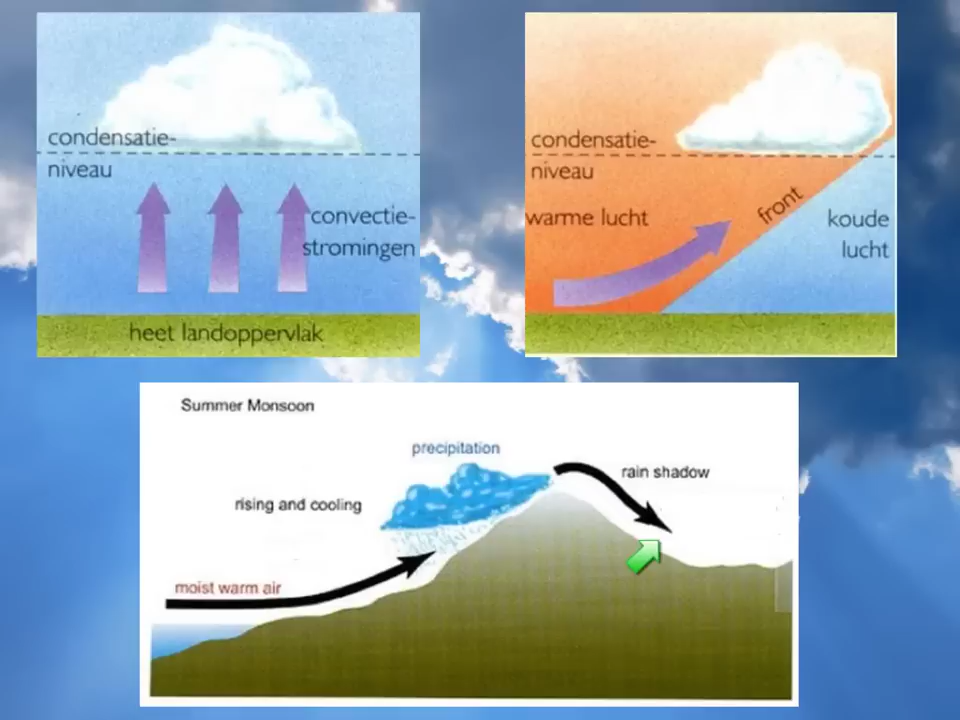 condensatie-
niveau
convectie-
stromingen
heet landoppervlak
condensatie-
niveau
warme lucht
front
koude
lucht
Summer Monsoon
precipitation
rain shadow
rising and cooling
moist warm air